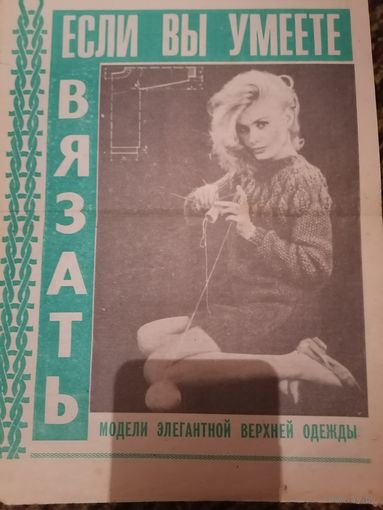 ЕСЛИ ВЫ УМЕЕТЕ
ВЯЗАТЬ
МОДЕЛИ ЭЛЕГАНТНОЙ ВЕРХНЕЙ ОДЕЖДЫ